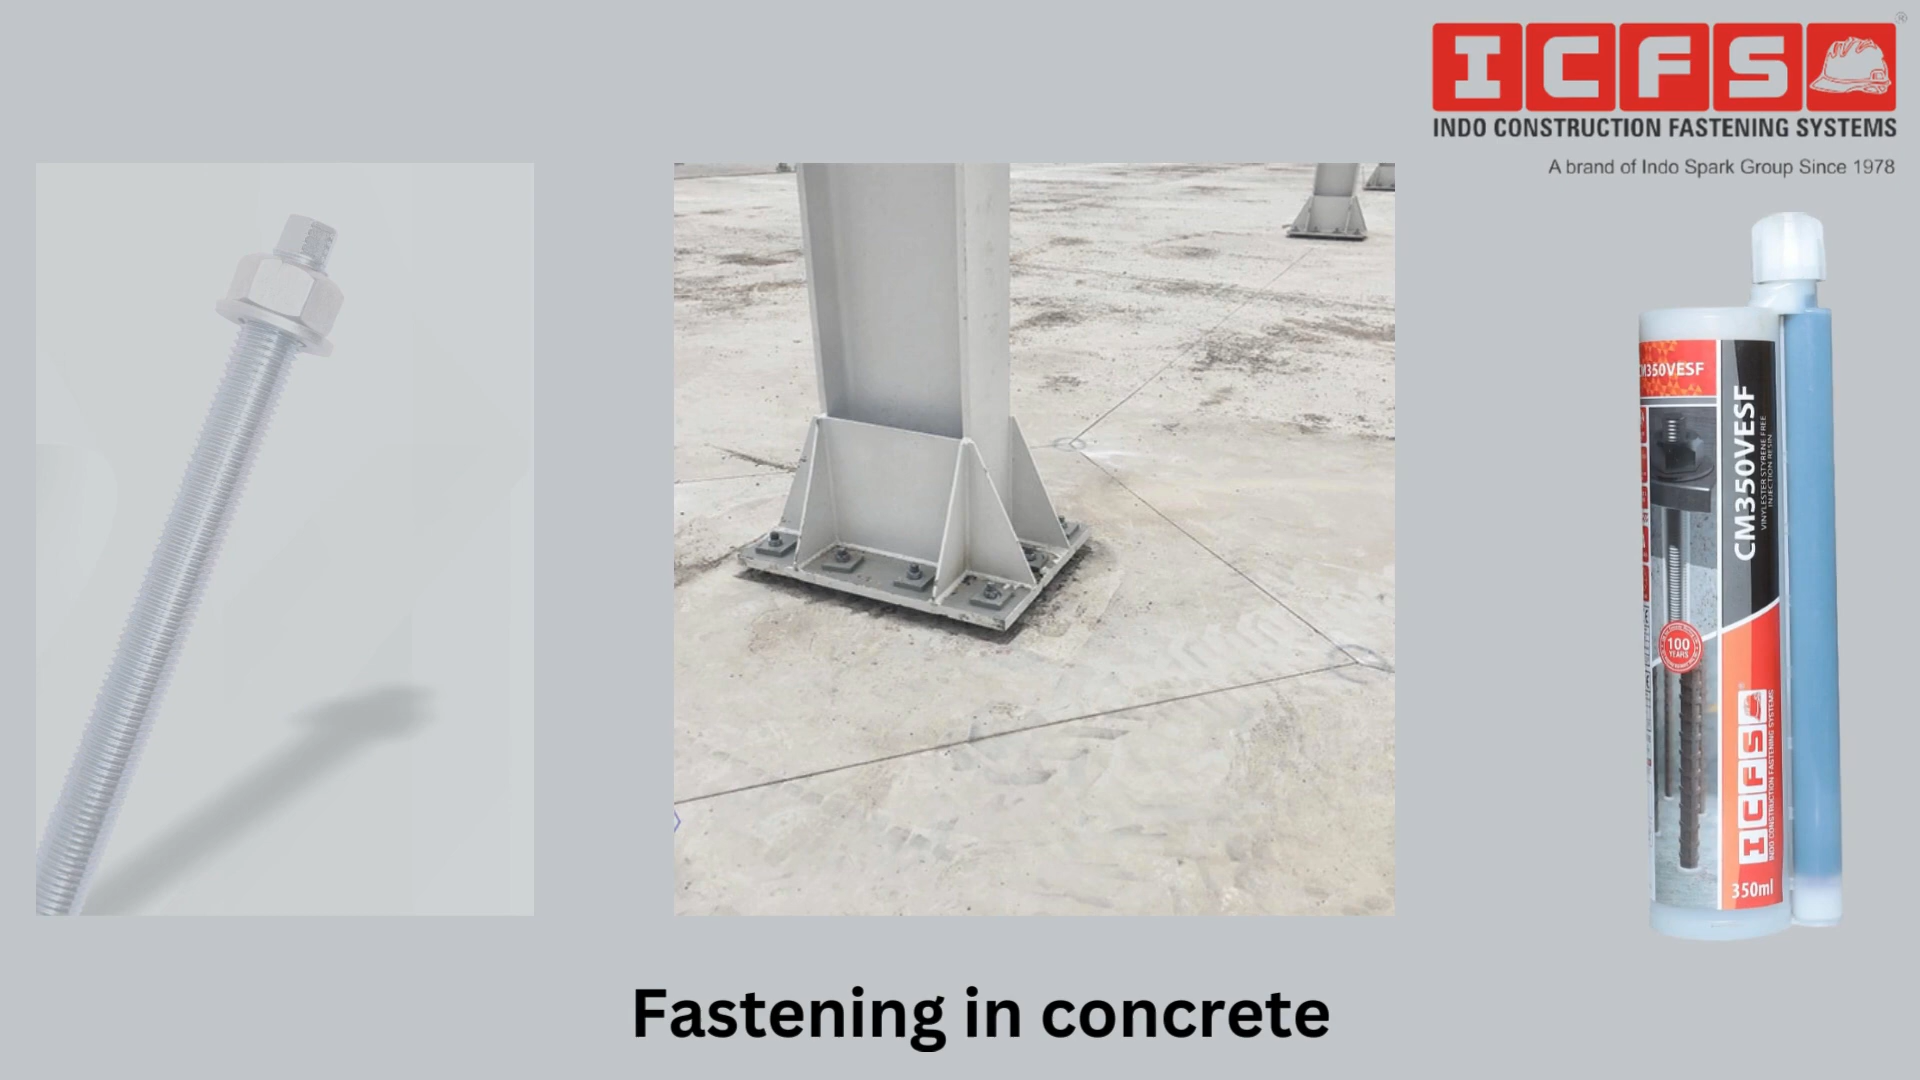 ICFS
®
INDO CONSTRUCTION FASTENING SYSTEMS
A brand of Indo Spark Group Since 1978
CM350VESF
CM350VESF
VINYLESTER STYRENE FREE
INJECTION RESIN
100
YEARS
ICFS
INDO CONSTRUCTION FASTENING SYSTEMS
350ml
Fastening in concrete